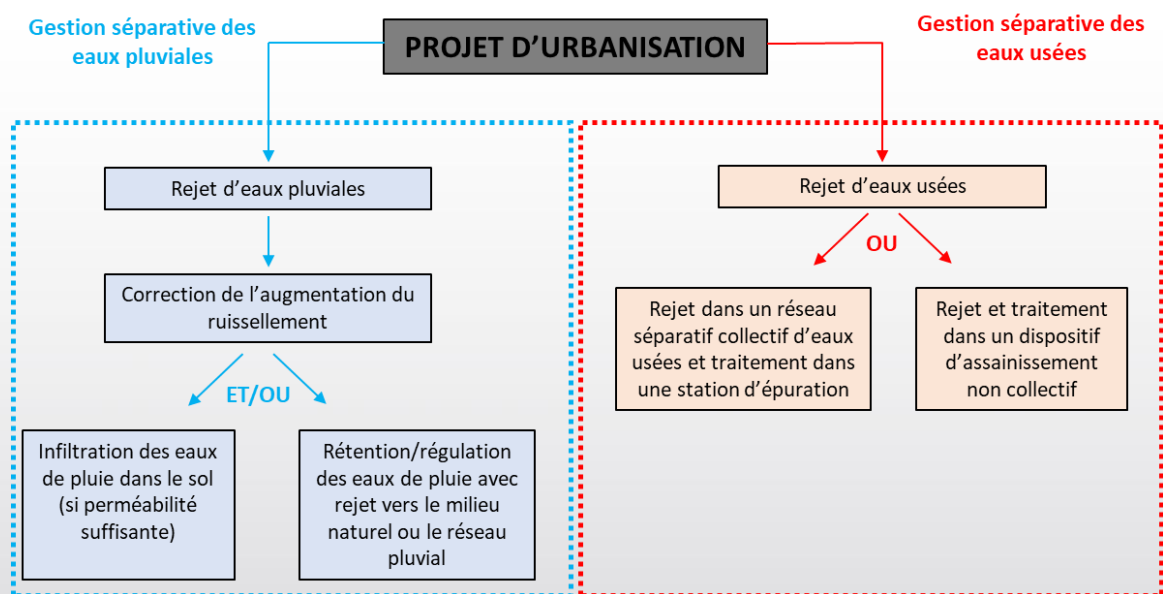 Gestion séparative des
eaux pluviales
PROJET D'URBANISATION
Gestion séparative des
eaux usées
Rejet d'eaux pluviales
Correction de l'augmentation du
ruissellement
ET/OU
Infiltration des eaux
de pluie dans le sol
(si perméabilité
suffisante)
Rétention/régulation
des eaux de pluie avec
rejet vers le milieu
naturel ou le réseau
pluvial
Rejet d'eaux usées
OU
Rejet dans un réseau
séparatif collectif d'eaux
usées et traitement dans
une station d'épuration
Rejet et traitement
dans un dispositif
d'assainissement
non collectif